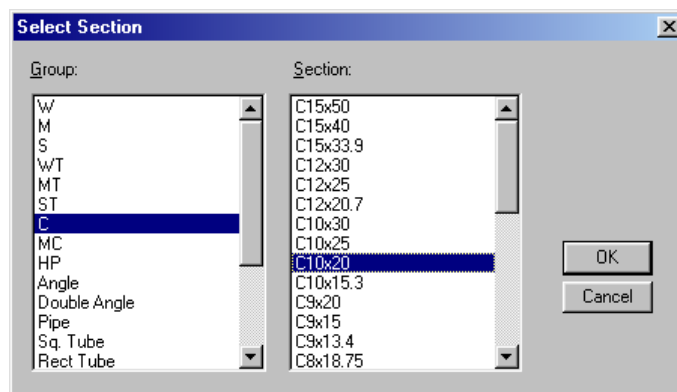 Select Section
Group:
Section:
W
M
S
WT
MT
ST
C
MC
HP
Angle
Double Angle
Pipe
Sq. Tube
Rect Tube
C15x50
C15x40
C15x33.9
C12x30
C12x25
C12x20.7
C10x30
C10x25
C10x20
C10x15.3
C9x20
C9x15
C9x13.4
C8x18.75
OK
Cancel